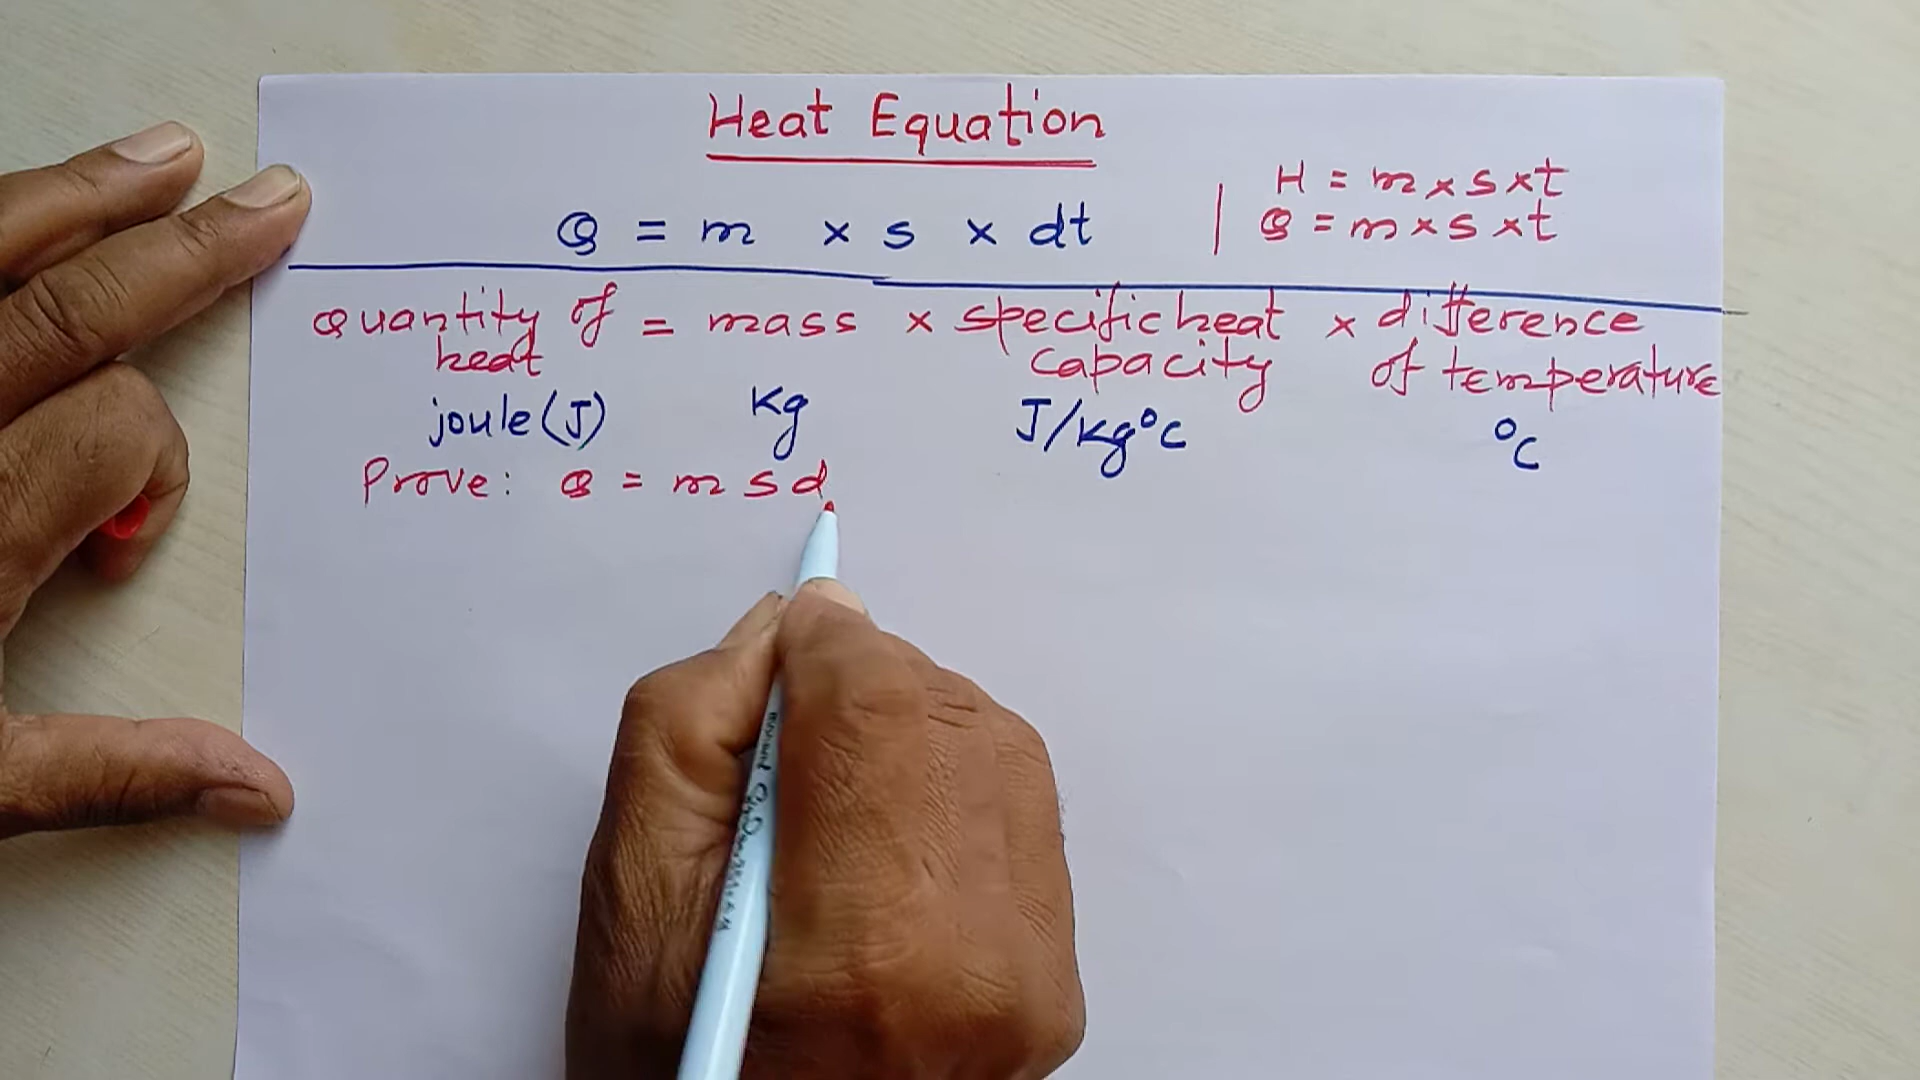 Heat Equation
H = m x s x t
Q = m x s x dt
| Q = m x s x t
quantity of heat = mass x specific heat capacity x difference of temperature
joule (J) Kg J/Kg°C °C
Prove: Q = m s d